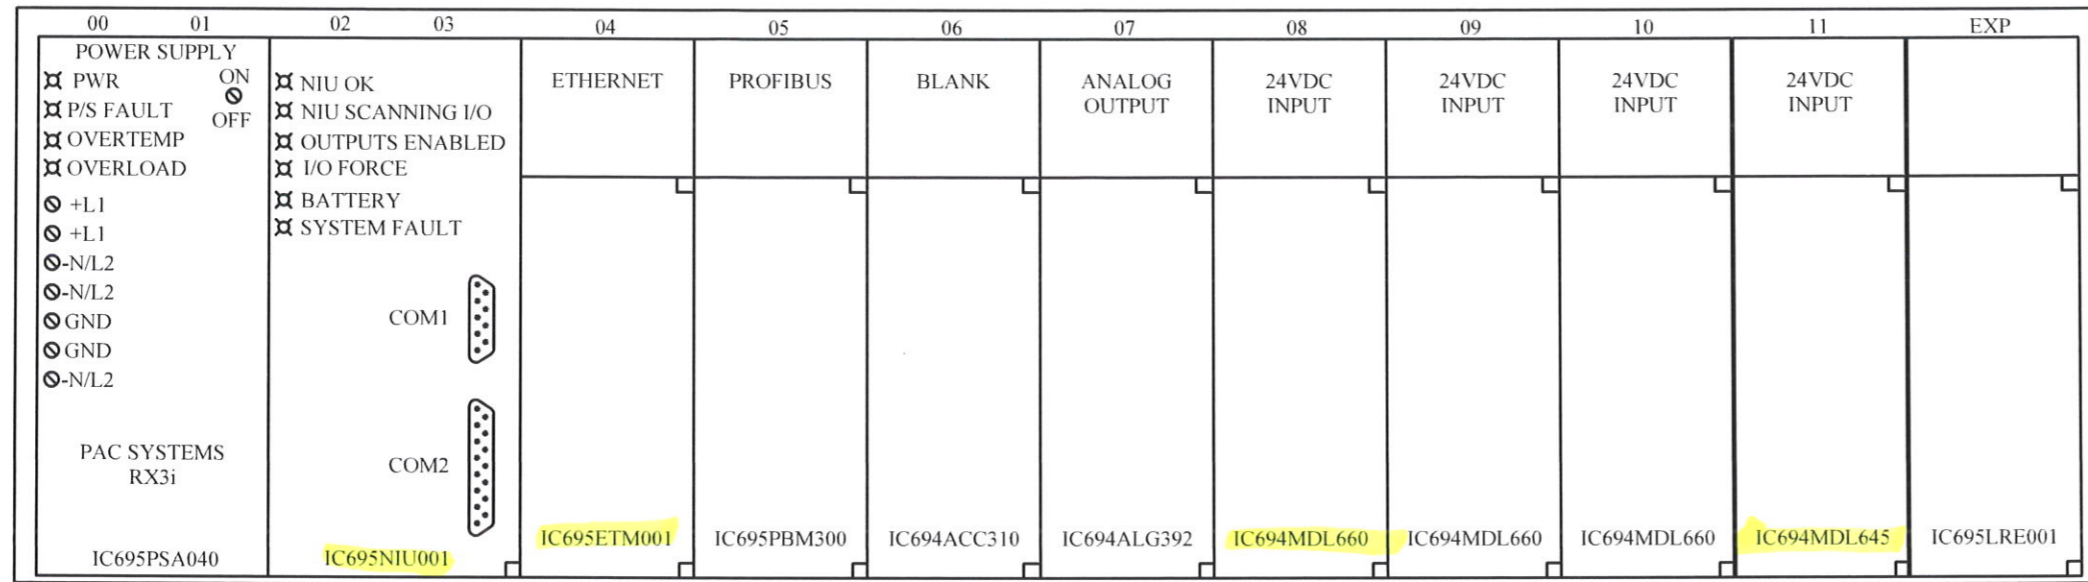 00 01 02 03 04 05 06 07 08 09 10 11 EXP
POWER SUPPLY
PWR ON
P/S FAULT OFF
OVERTEMP
OVERLOAD
+L1
+L1
-N/L2
-N/L2
GND
GND
-N/L2
PAC SYSTEMS
RX3i
IC695PSA040
NIU OK
NIU SCANNING I/O
OUTPUTS ENABLED
I/O FORCE
BATTERY
SYSTEM FAULT
COM1
COM2
IC695NIU001
ETHERNET
IC695ETM001
PROFIBUS
IC695PBM300
BLANK
IC694ACC310
ANALOG
OUTPUT
IC694ALG392
24VDC
INPUT
IC694MDL660
24VDC
INPUT
IC694MDL660
24VDC
INPUT
IC694MDL660
24VDC
INPUT
IC694MDL645
IC695LRE001